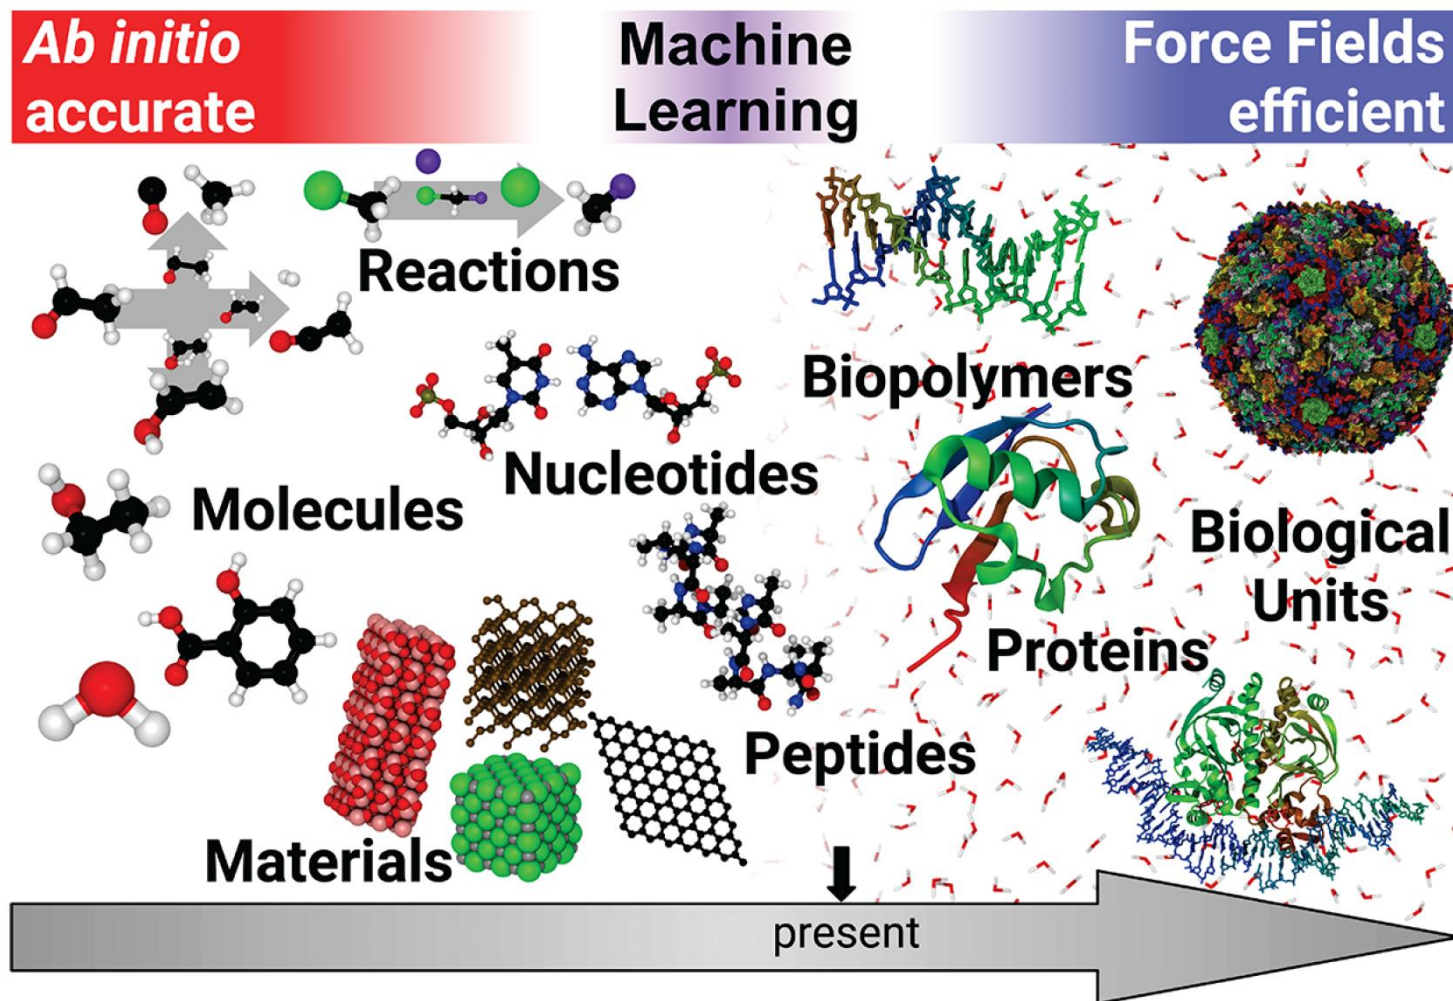 Ab initio
accurate
Machine
Learning
Force Fields
efficient
Reactions
Biopolymers
Nucleotides
Molecules
Biological
Units
Proteins
Peptides
Materials
present